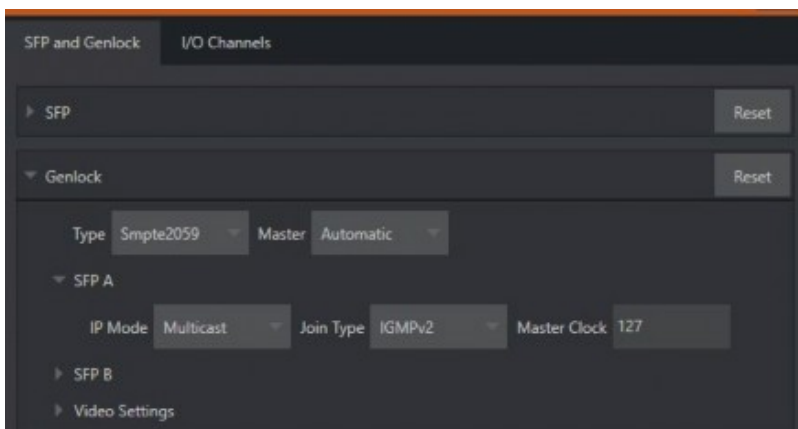 SFP and Genlock I/O Channels
SFP Reset
Genlock Reset
Type Smpte2059 Master Automatic
SFP A
IP Mode Multicast Join Type IGMPv2 Master Clock 127
SFP B
Video Settings